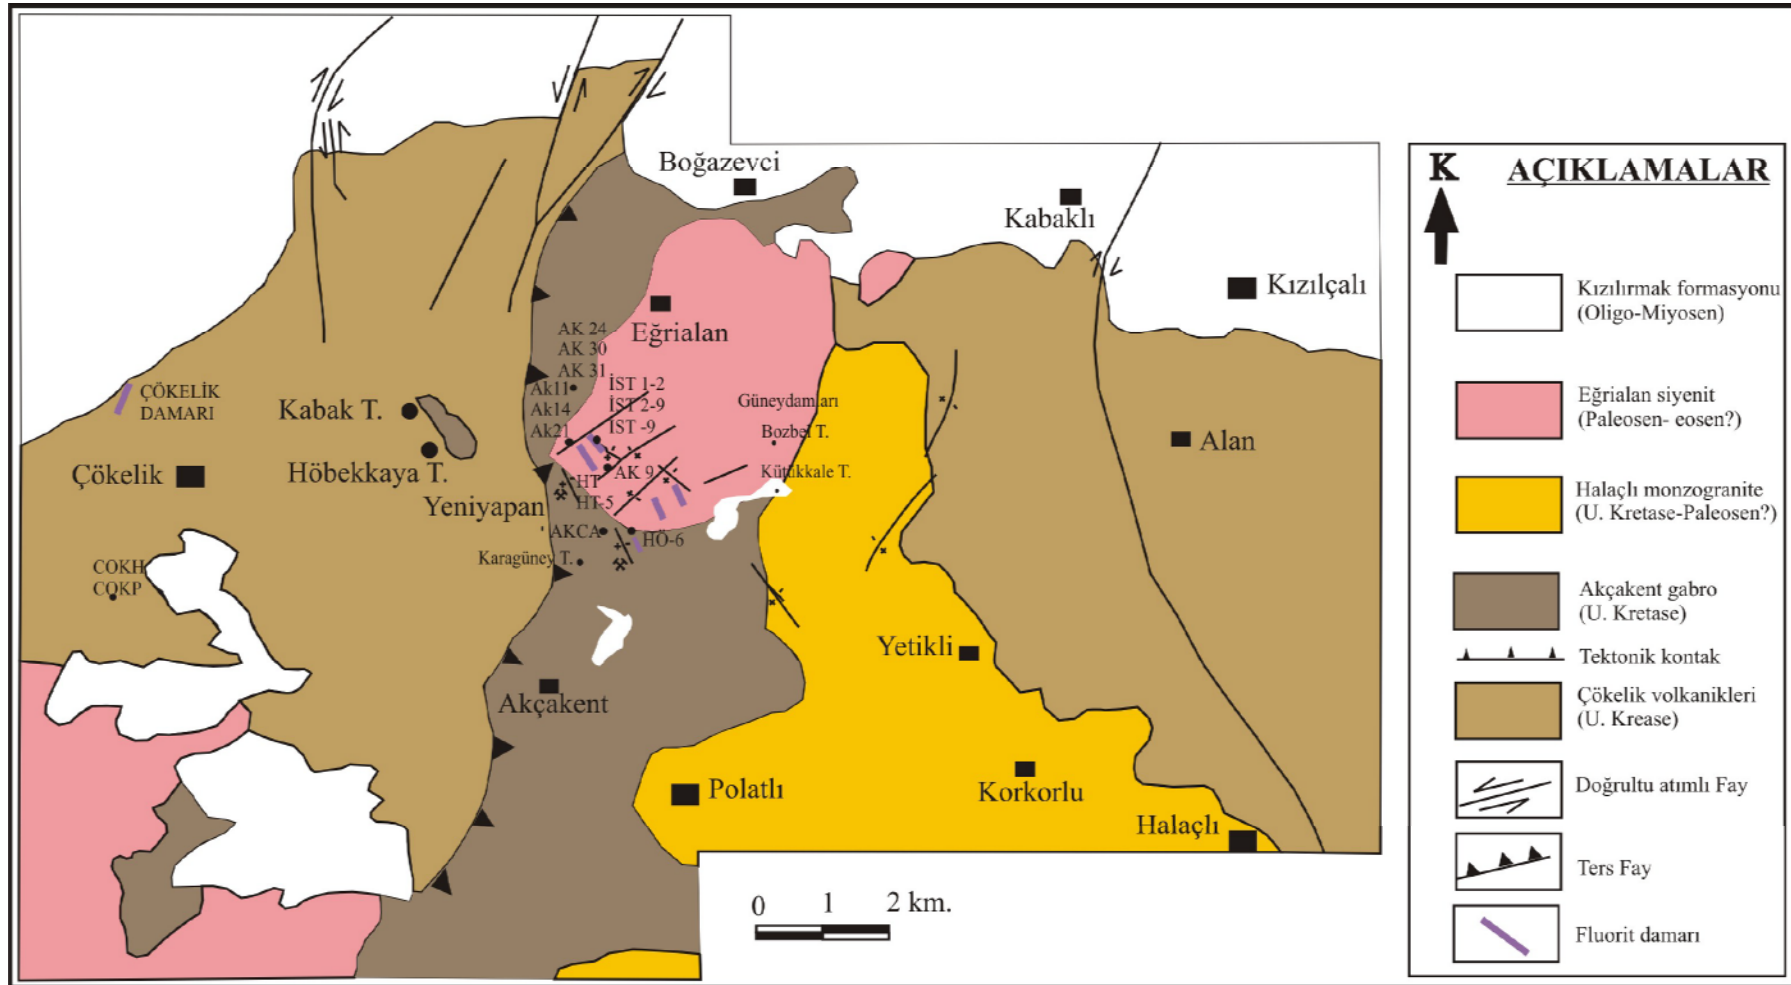 Boğazevci
Kabaklı
Kızılçalı
Eğrialan
AK 24
AK 30
AK 31
Ak11
İST 1-2
Ak14
İST 2-9
Ak21
İST -9
Güneydamları
Bozbel T.
ÇÖKELİK
DAMARI
Kabak T.
Höbekkaya T.
Çökelik
Alan
AK 9
Kütükkale T.
HT
HT-5
Yeniyapan
AKCA
HÖ-6
Karagüney T.
COKH
COKP
Yetikli
Akçakent
Polatlı
Korkorlu
Halaçlı
0 1 2 km.
K
AÇIKLAMALAR
Kızılırmak formasyonu
(Oligo-Miyosen)
Eğrialan siyenit
(Paleosen- eosen?)
Halaçlı monzogranite
(U. Kretase-Paleosen?)
Akçakent gabro
(U. Kretase)
Tektonik kontak
Çökelik volkanikleri
(U. Krease)
Doğrultu atımlı Fay
Ters Fay
Fluorit damarı